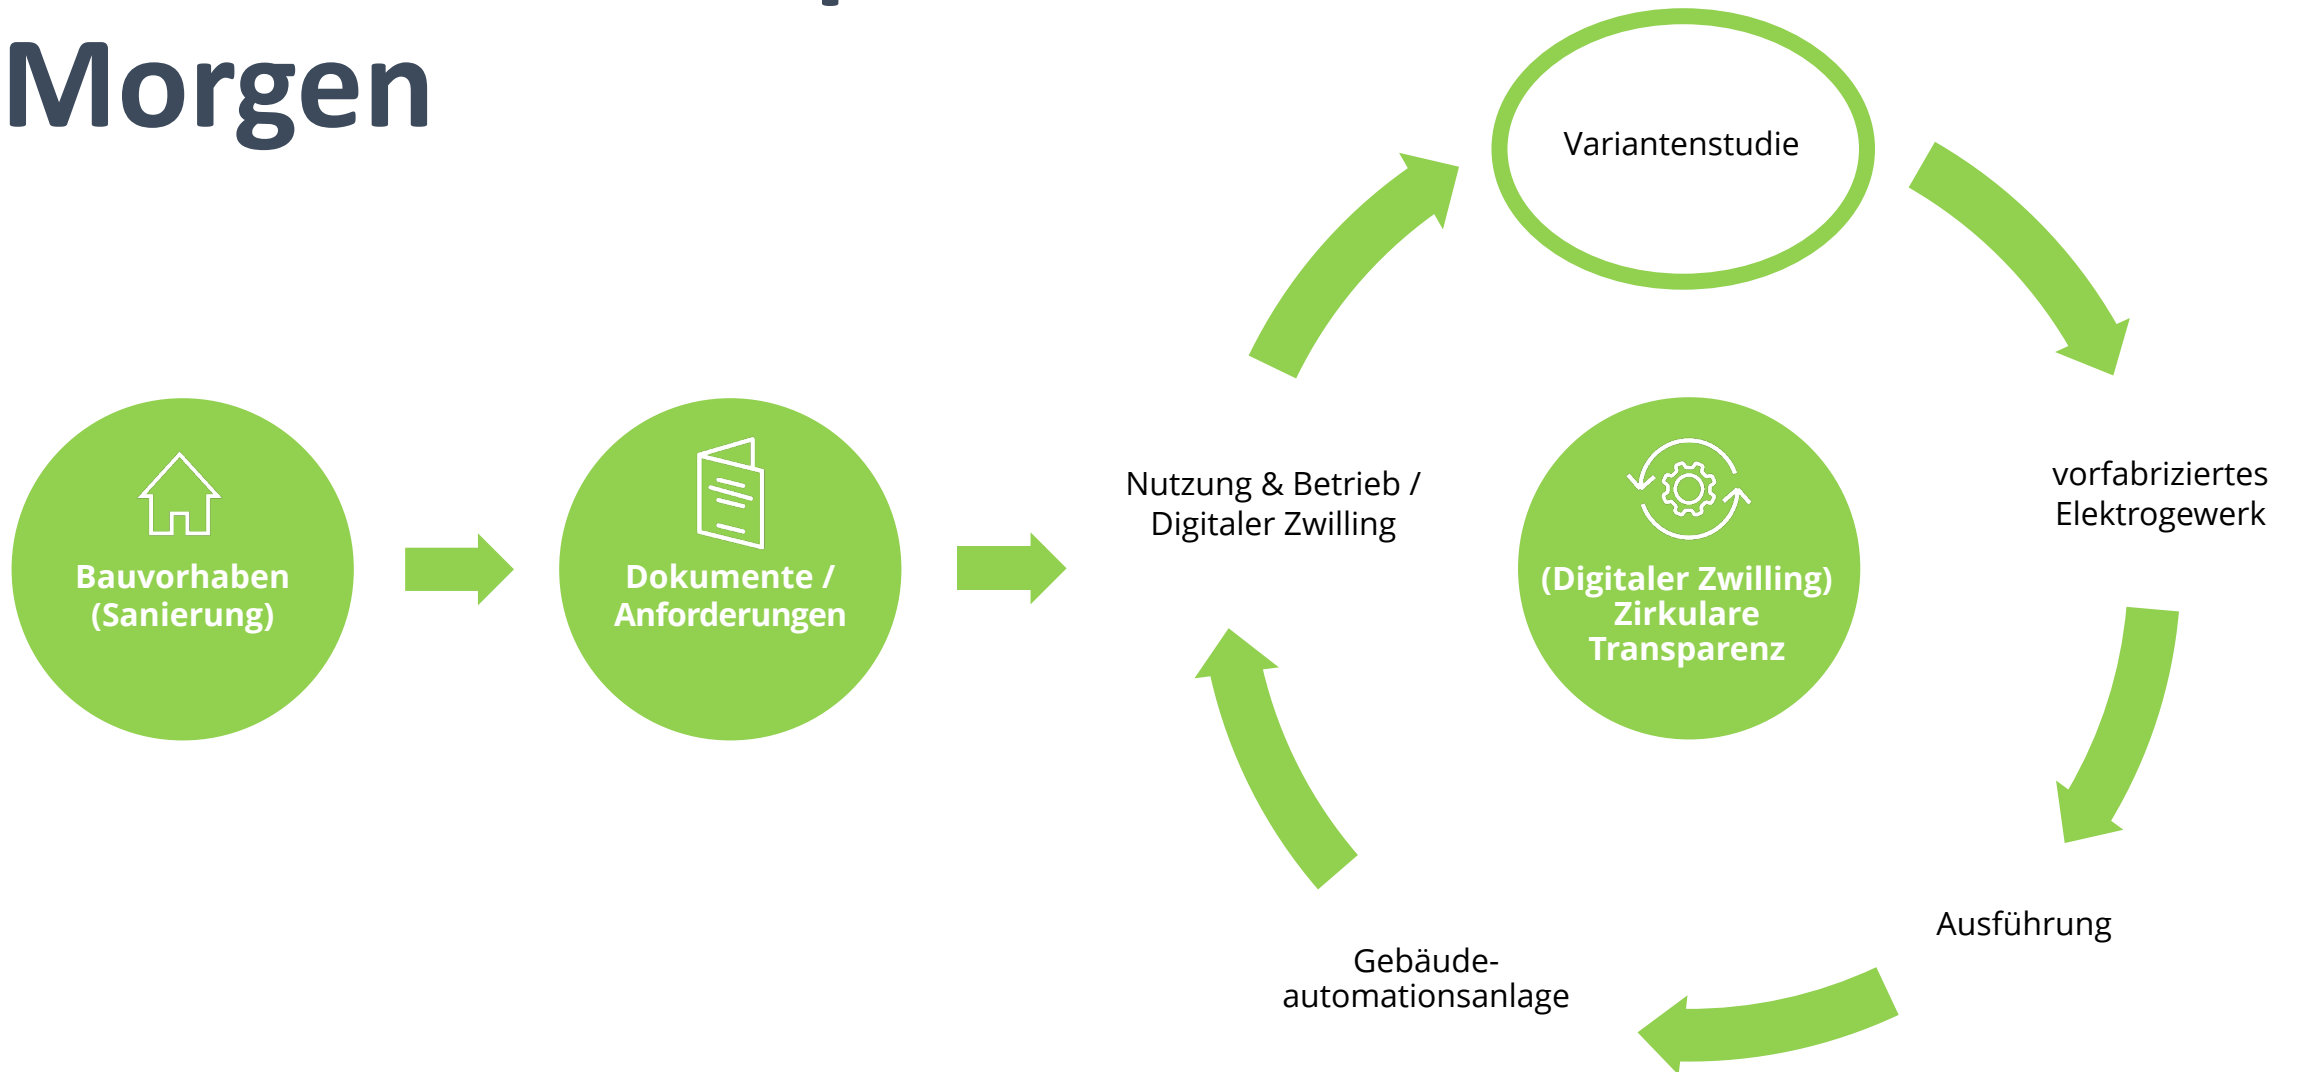 Morgen
Variantenstudie
Bauvorhaben
(Sanierung)
Dokumente /
Anforderungen
Nutzung & Betrieb /
Digitaler Zwilling
(Digitaler Zwilling)
Zirkulare
Transparenz
vorfabriziertes
Elektrogewerk
Ausführung
Gebäude-
automationsanlage